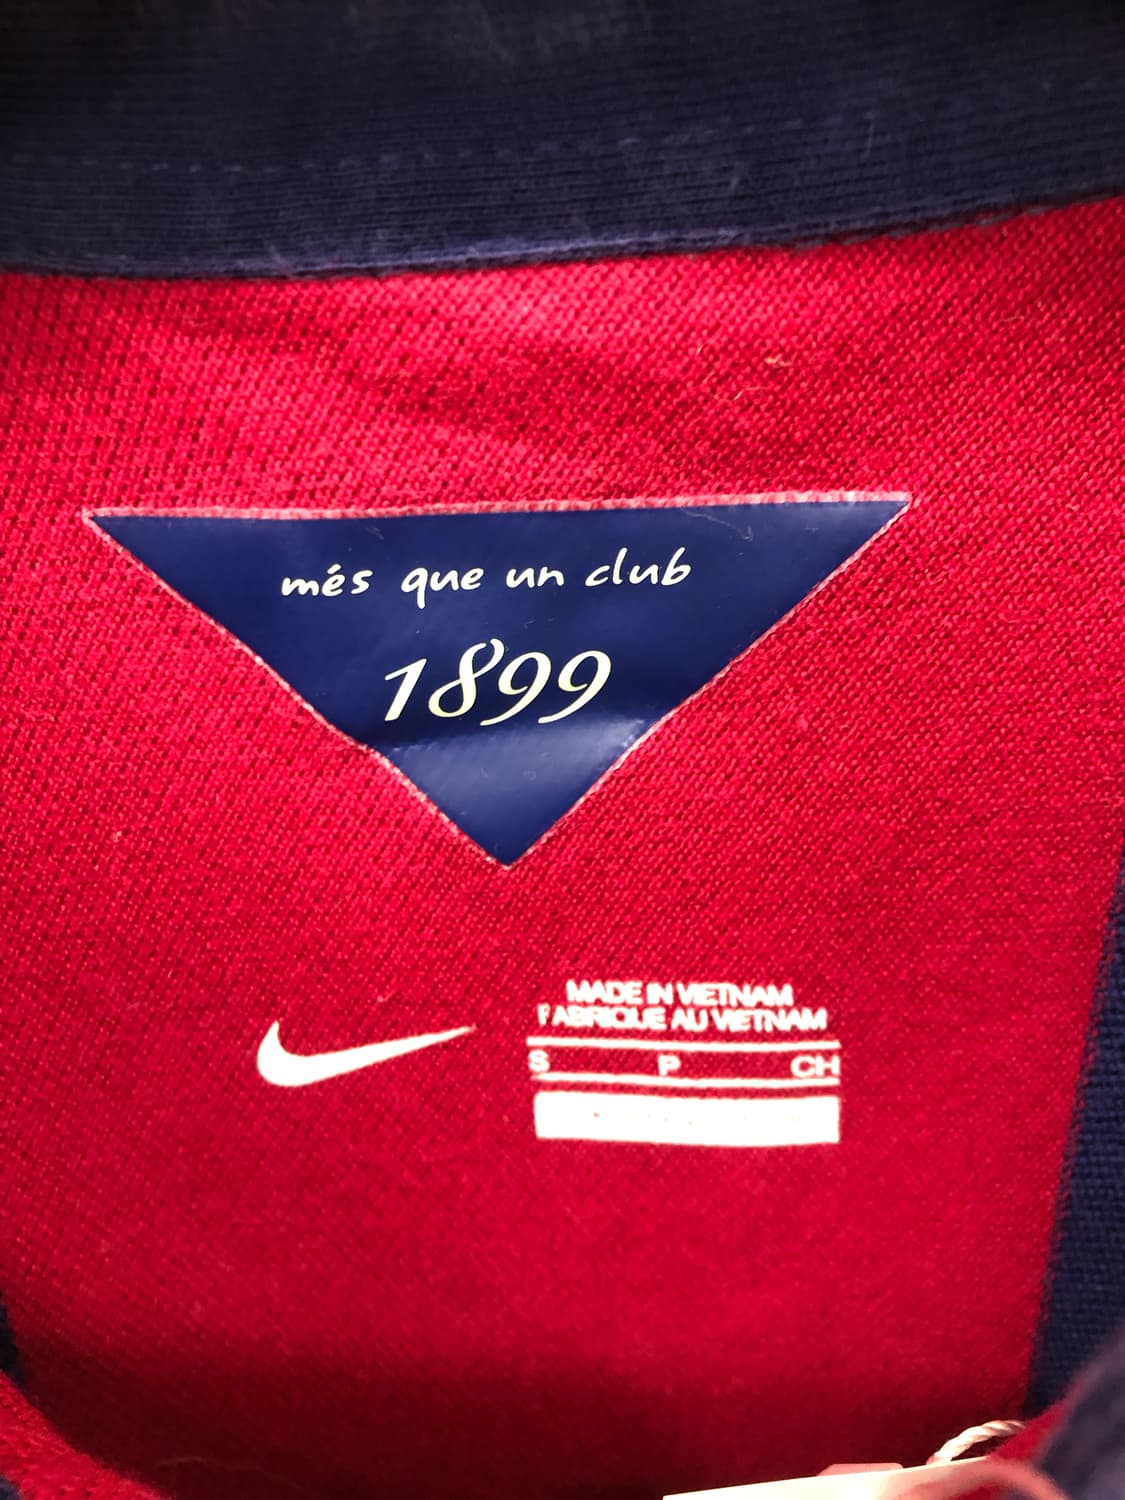 més que un club
1899
MADE IN VIETNAM
FABRIQUE AU VIETNAM
S P CH